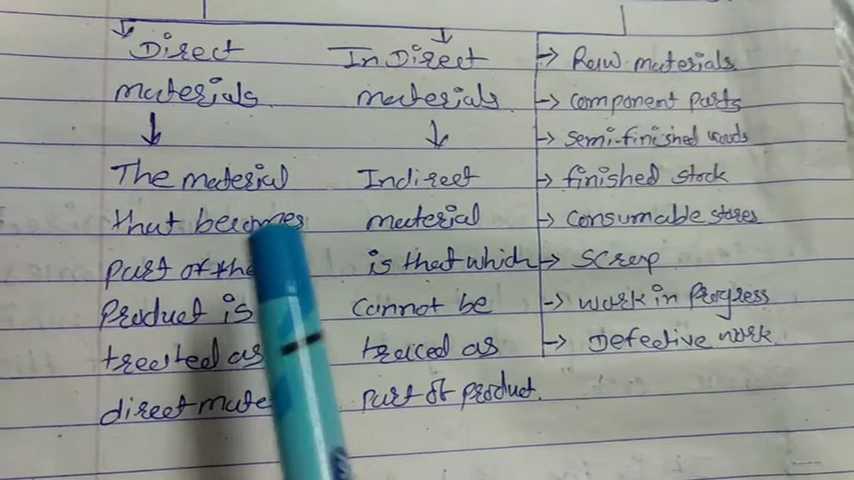 Direct
materials
The material
that becomes
part of the
Product is
treated as
direct mate
InDirect
materials
Indirect
material
is that which
Cannot be
traced as
part of product.
Raw materials
component parts
semi-finished
finished stock
consumable stores
Scrap
work in Progress
Defective work